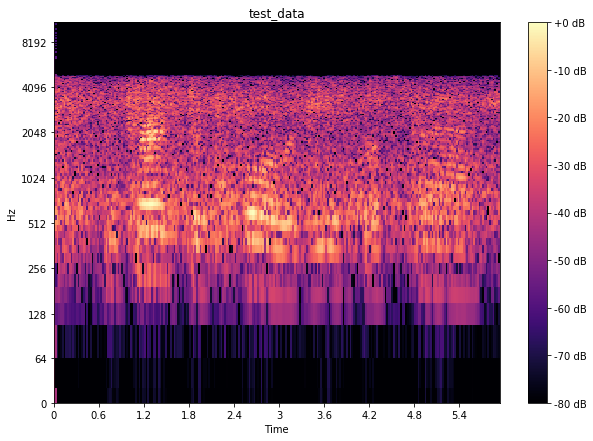 test_data
8192
4096
2048
1024
512
256
128
64
0
Hz
0
0.6
1.2
1.8
2.4
3
3.6
4.2
4.8
5.4
Time
+0 dB
-10 dB
-20 dB
-30 dB
-40 dB
-50 dB
-60 dB
-70 dB
-80 dB